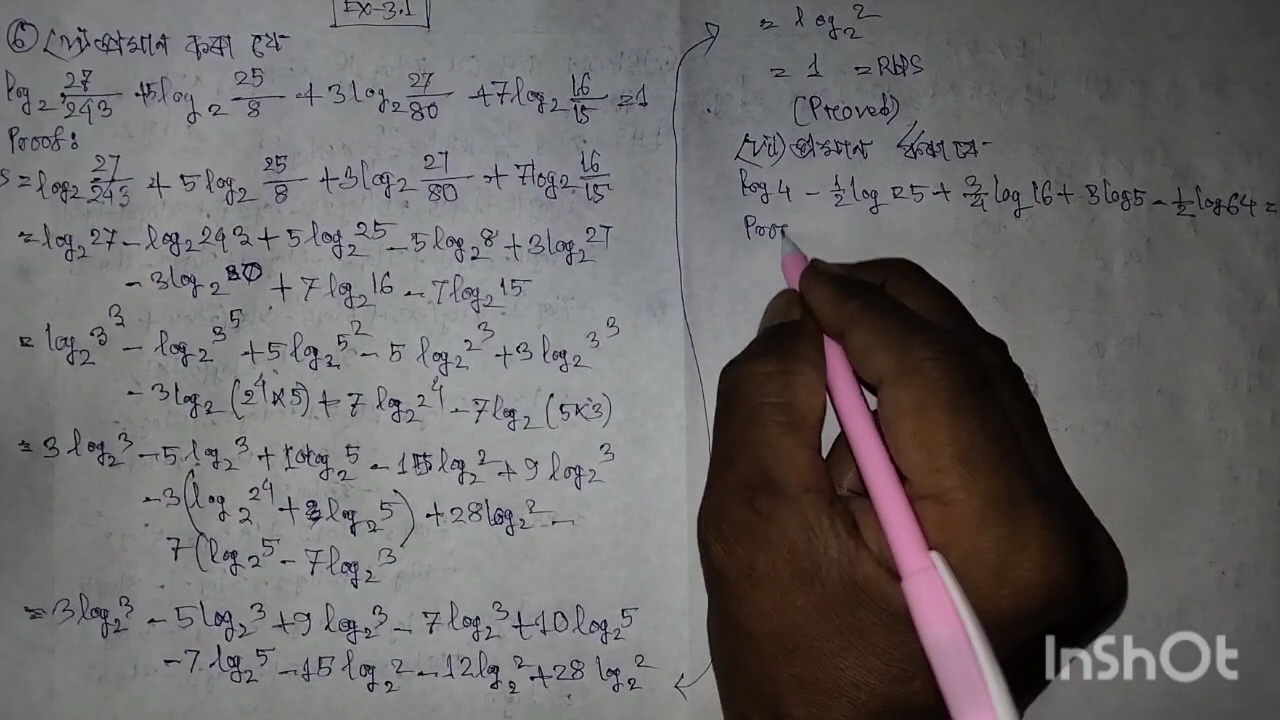 Ex-3.1
⑥ (vi) প্রমাণ করা যে-
log₂ 27/243 + 5log₂ 25/8 + 3log₂ 27/80 + 7log₂ 16/15 = 1
Proof:
S = log₂ 27/243 + 5log₂ 25/8 + 3log₂ 27/80 + 7log₂ 16/15
= log₂27 - log₂243 + 5log₂25 - 5log₂8 + 3log₂27
- 3log₂80 + 7log₂16 - 7log₂15
= log₂3³ - log₂3⁵ + 5log₂5² - 5log₂2³ + 3log₂3³
- 3log₂(2⁴×5) + 7log₂2⁴ - 7log₂(5×3)
= 3log₂3 - 5log₂3 + 10log₂5 - 15log₂2 + 9log₂3
- 3(log₂2⁴ + log₂5) + 28log₂2 -
7(log₂5 - 7log₂3
= 3log₂3 - 5log₂3 + 9log₂3 - 7log₂3 + 10log₂5
- 7log₂5 - 15log₂2 - 12log₂2 + 28log₂2
= log₂2
= 1 = RHS
(Proved)
(vii) প্রমাণ করা যে-
log4 - ½log25 + ¾log16 + 3log5 - ½log64 =
Proo
InShOt